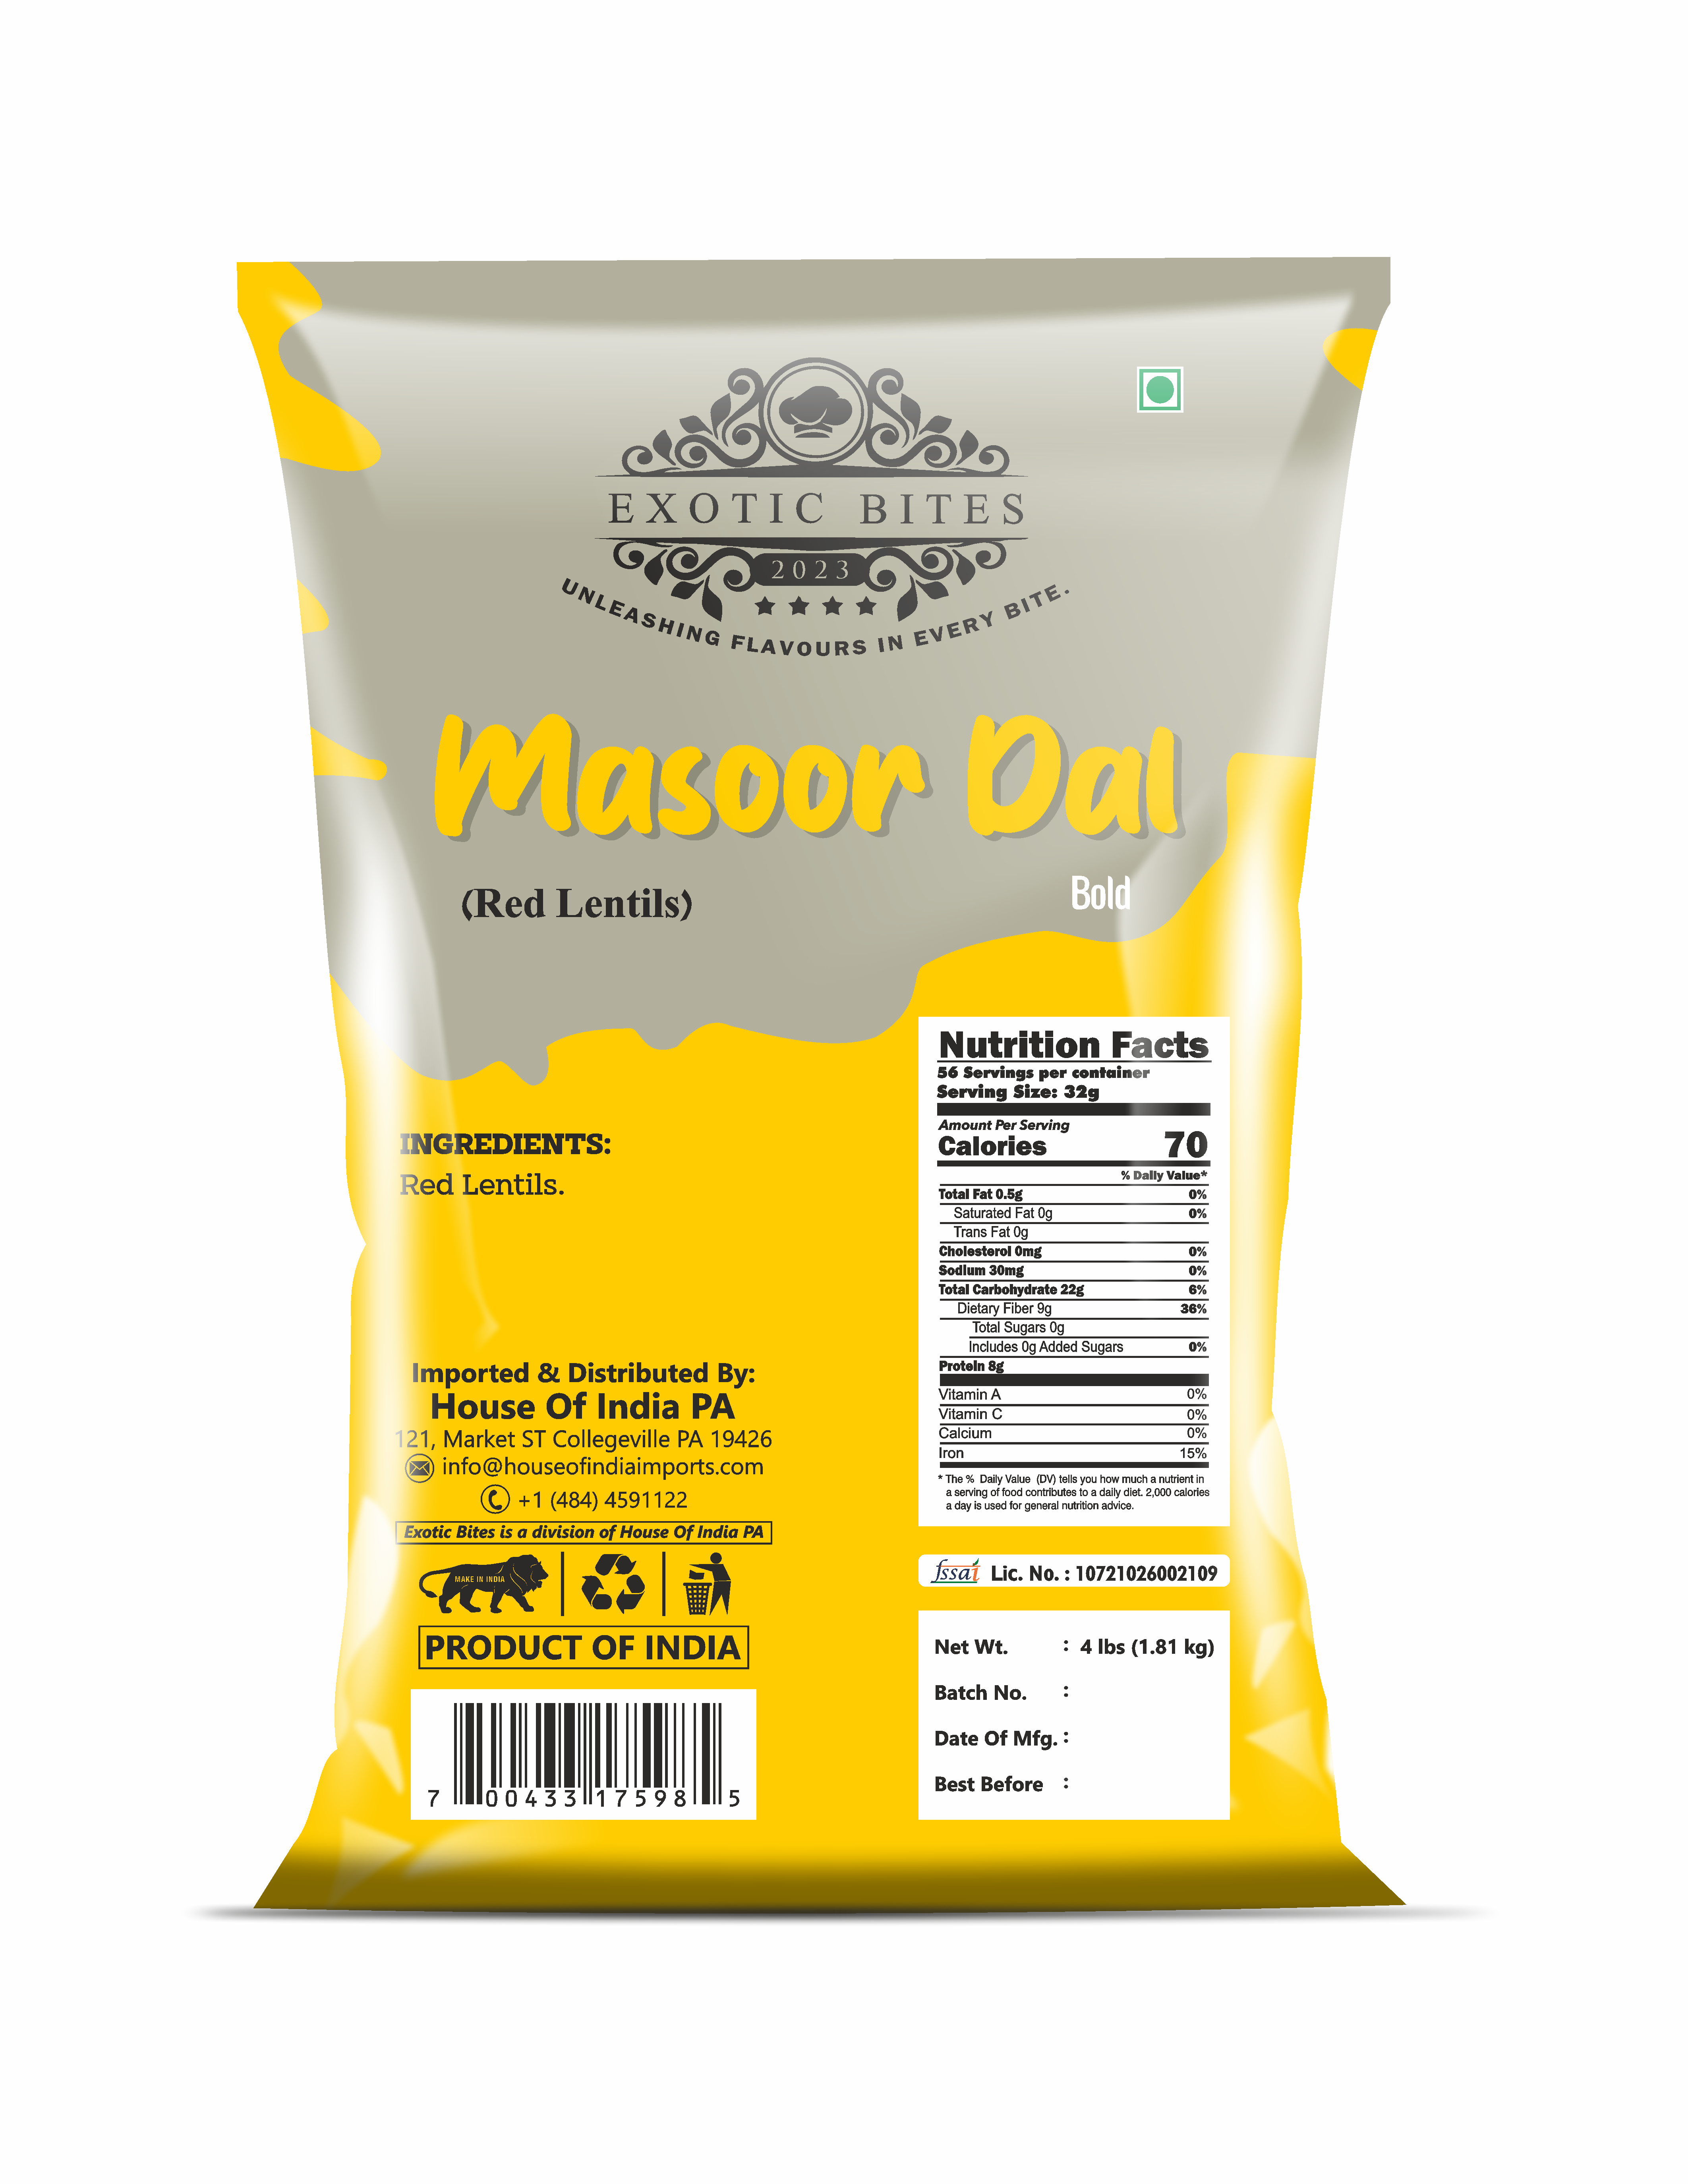 EXOTIC BITES
2023
UNLEASHING FLAVOURS IN EVERY BITE.
Masoor Dal
(Red Lentils)
Bold
INGREDIENTS:
Red Lentils.
Imported & Distributed By:
House Of India PA
121, Market ST Collegeville PA 19426
info@houseofindiaimports.com
+1 (484) 4591122
Exotic Bites is a division of House Of India PA
MAKE IN INDIA
PRODUCT OF INDIA
7 00433 17598 5
Nutrition Facts
56 Servings per container
Serving Size: 32g
Amount Per Serving
Calories 70
% Daily Value*
Total Fat 0.5g 0%
Saturated Fat 0g 0%
Trans Fat 0g
Cholesterol 0mg 0%
Sodium 30mg 0%
Total Carbohydrate 22g 6%
Dietary Fiber 9g 36%
Total Sugars 0g
Includes 0g Added Sugars 0%
Protein 8g
Vitamin A 0%
Vitamin C 0%
Calcium 0%
Iron 15%
* The % Daily Value (DV) tells you how much a nutrient in
a serving of food contributes to a daily diet. 2,000 calories
a day is used for general nutrition advice.
fssai Lic. No. : 10721026002109
Net Wt. : 4 lbs (1.81 kg)
Batch No. :
Date Of Mfg. :
Best Before :